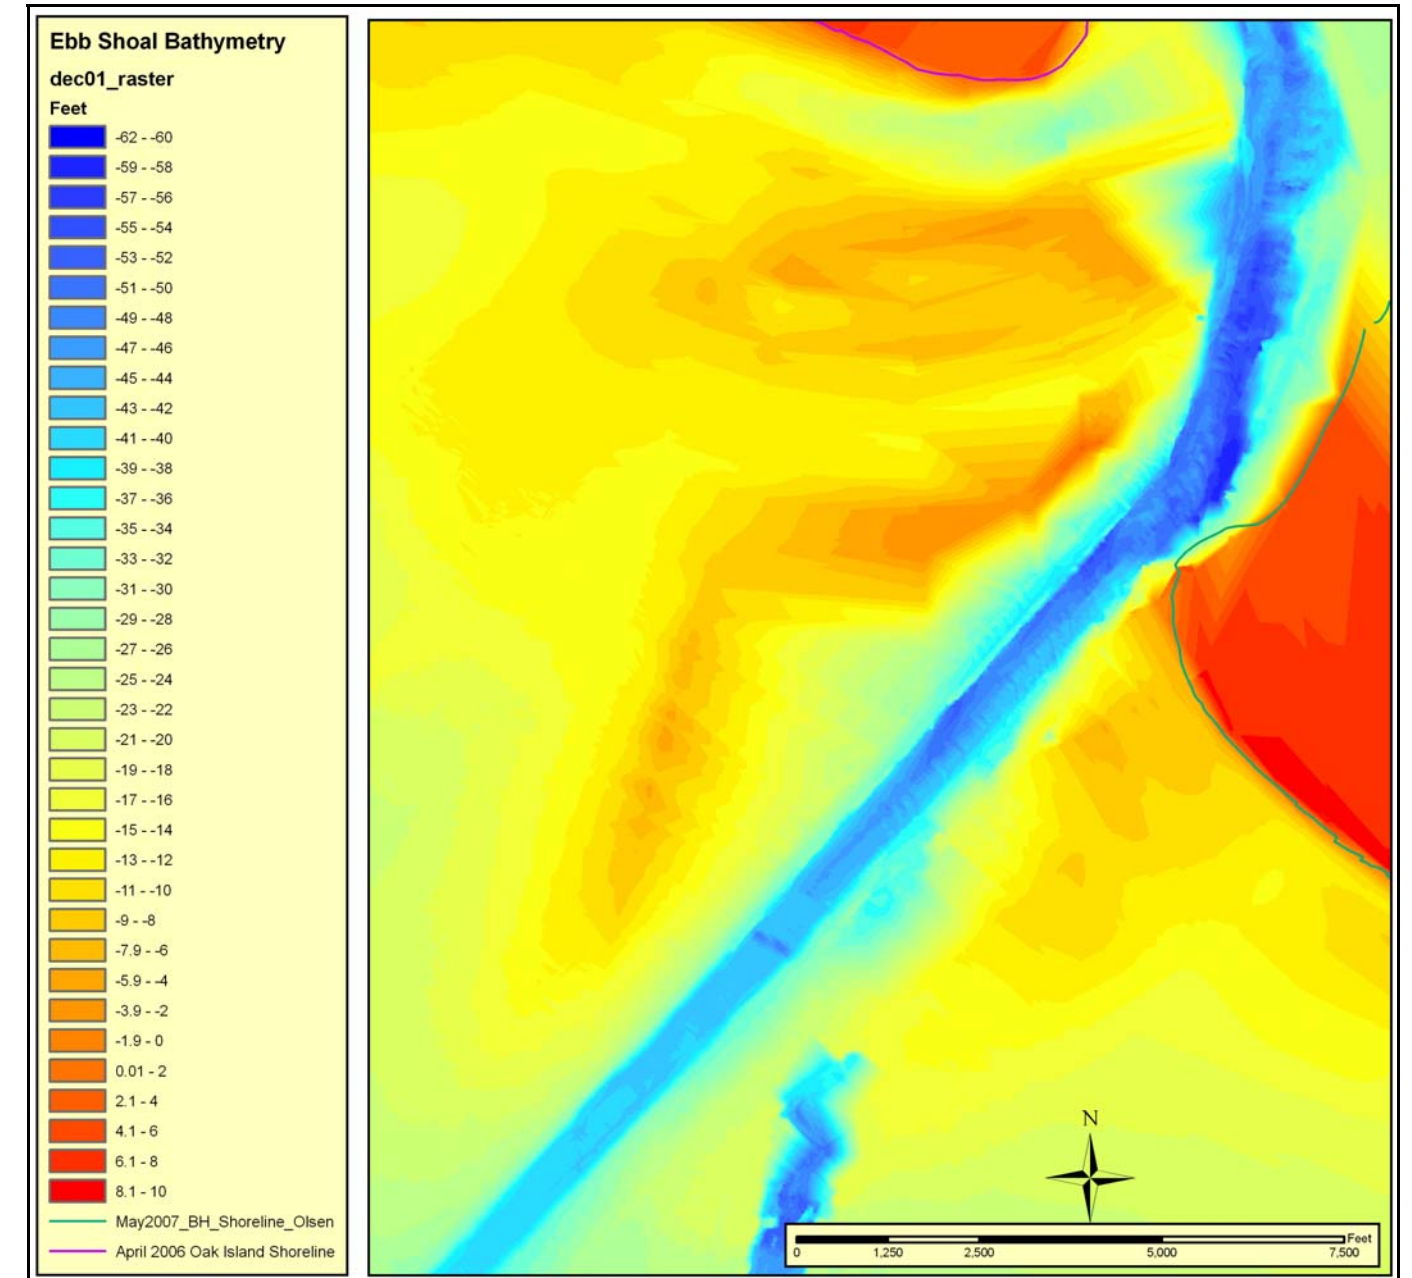 Ebb Shoal Bathymetry
dec01_raster
Feet
-62 - -60
-59 - -58
-57 - -56
-55 - -54
-53 - -52
-51 - -50
-49 - -48
-47 - -46
-45 - -44
-43 - -42
-41 - -40
-39 - -38
-37 - -36
-35 - -34
-33 - -32
-31 - -30
-29 - -28
-27 - -26
-25 - -24
-23 - -22
-21 - -20
-19 - -18
-17 - -16
-15 - -14
-13 - -12
-11 - -10
-9 - -8
-7.9 - -6
-5.9 - -4
-3.9 - -2
-1.9 - 0
0.01 - 2
2.1 - 4
4.1 - 6
6.1 - 8
8.1 - 10
May2007_BH_Shoreline_Olsen
April 2006 Oak Island Shoreline
N
Feet
0 1,250 2,500 5,000 7,500